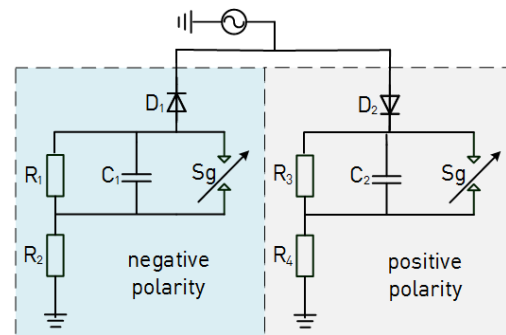 D₁
D₂
R₁
C₁
Sg
R₃
C₂
Sg
R₂
negative
polarity
R₄
positive
polarity